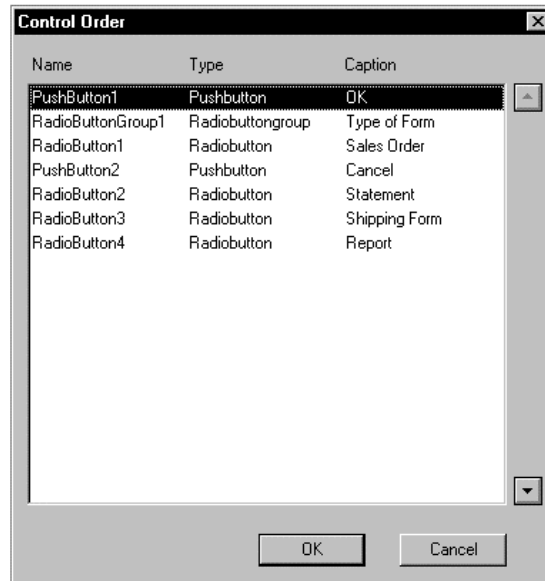 Control Order
Name Type Caption
PushButton1 Pushbutton OK
RadioButtonGroup1 Radiobuttongroup Type of Form
RadioButton1 Radiobutton Sales Order
PushButton2 Pushbutton Cancel
RadioButton2 Radiobutton Statement
RadioButton3 Radiobutton Shipping Form
RadioButton4 Radiobutton Report
OK Cancel